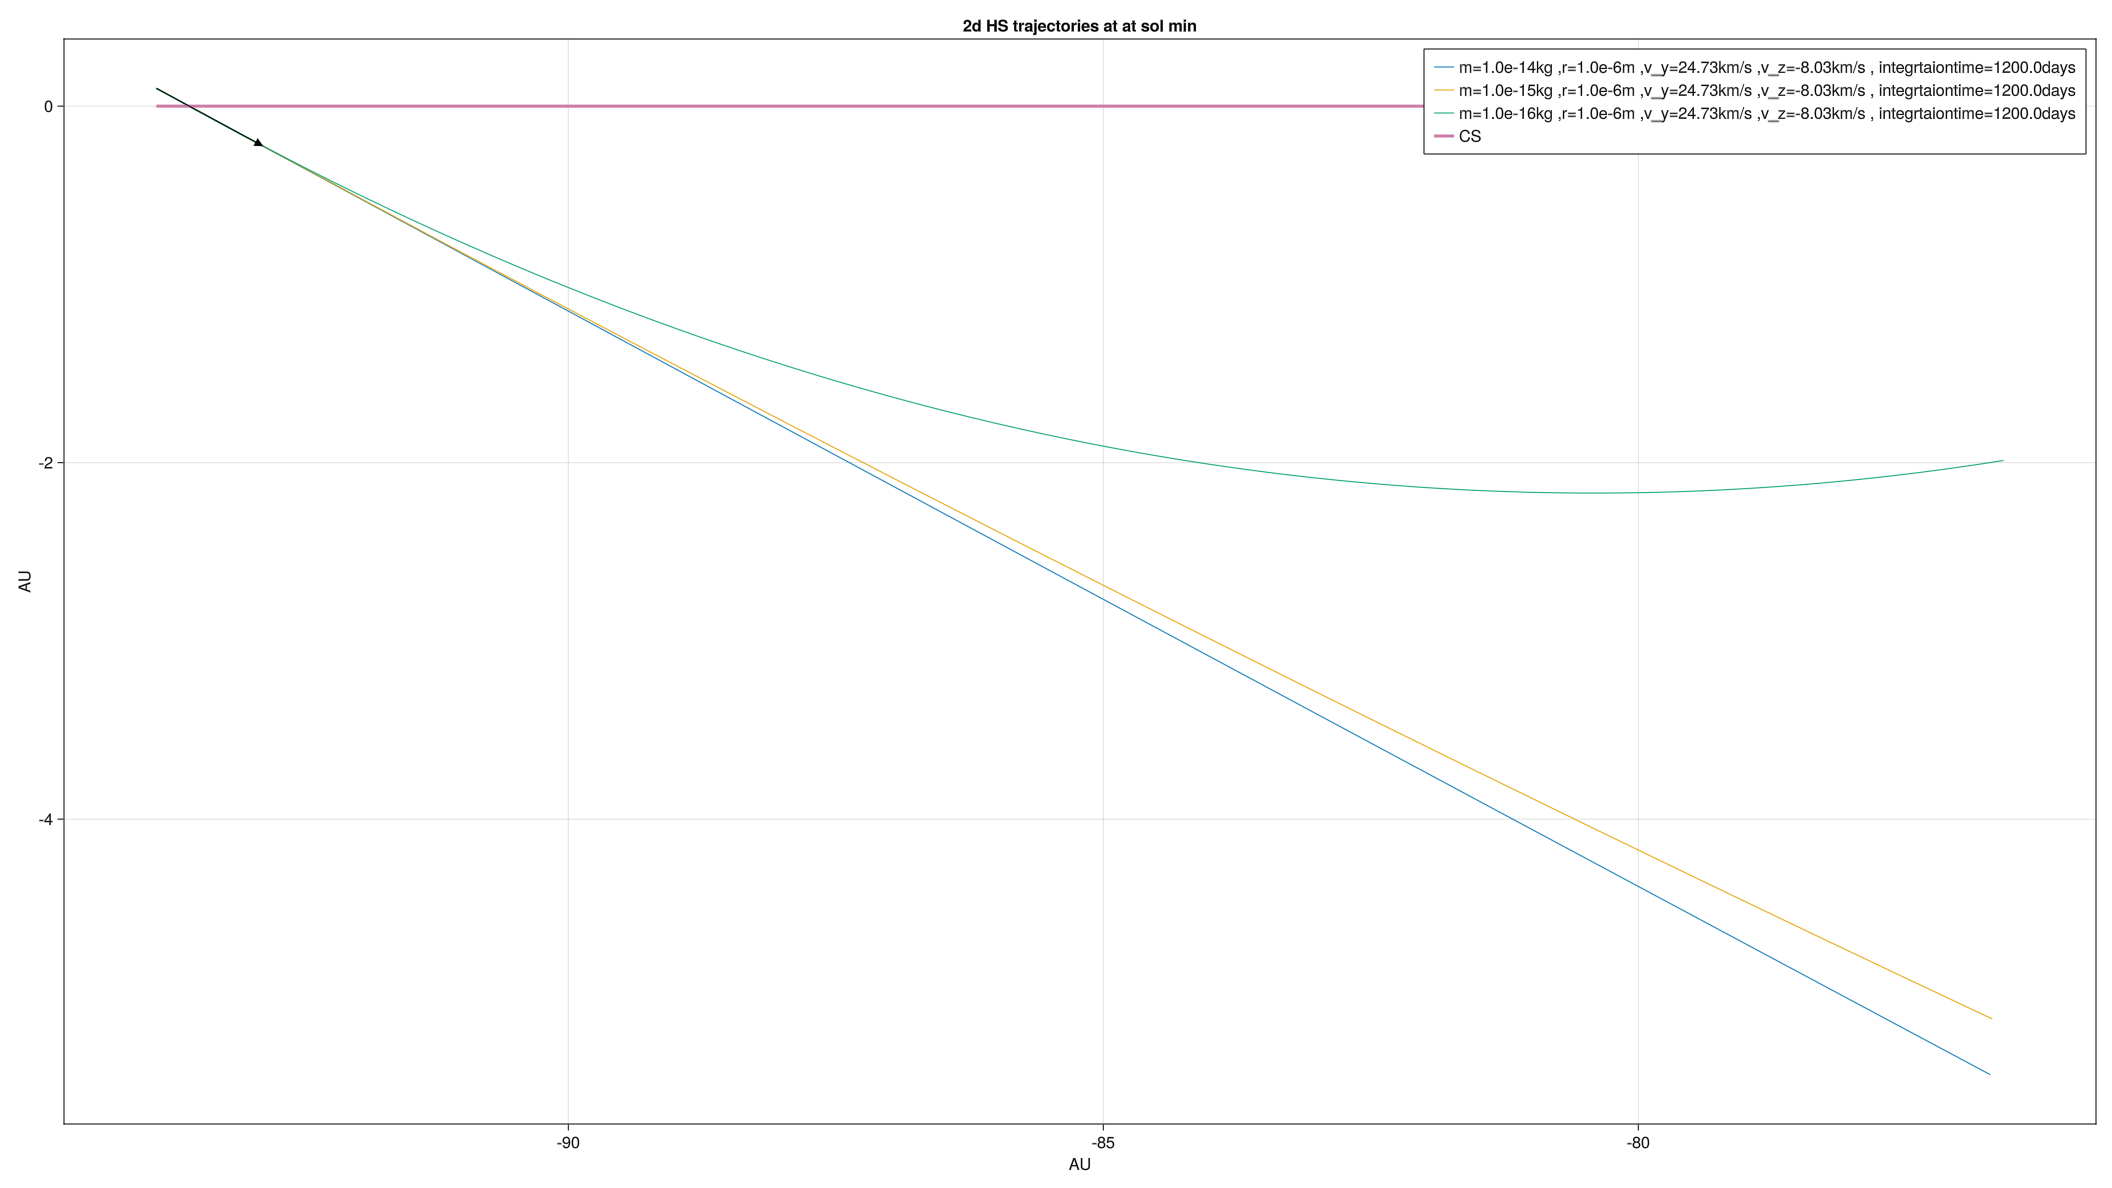 2d HS trajectories at at sol min
m=1.0e-14kg ,r=1.0e-6m ,v_y=24.73km/s ,v_z=-8.03km/s , integrtaiontime=1200.0days
m=1.0e-15kg ,r=1.0e-6m ,v_y=24.73km/s ,v_z=-8.03km/s , integrtaiontime=1200.0days
m=1.0e-16kg ,r=1.0e-6m ,v_y=24.73km/s ,v_z=-8.03km/s , integrtaiontime=1200.0days
CS
0
-2
-4
AU
-90
-85
-80
AU